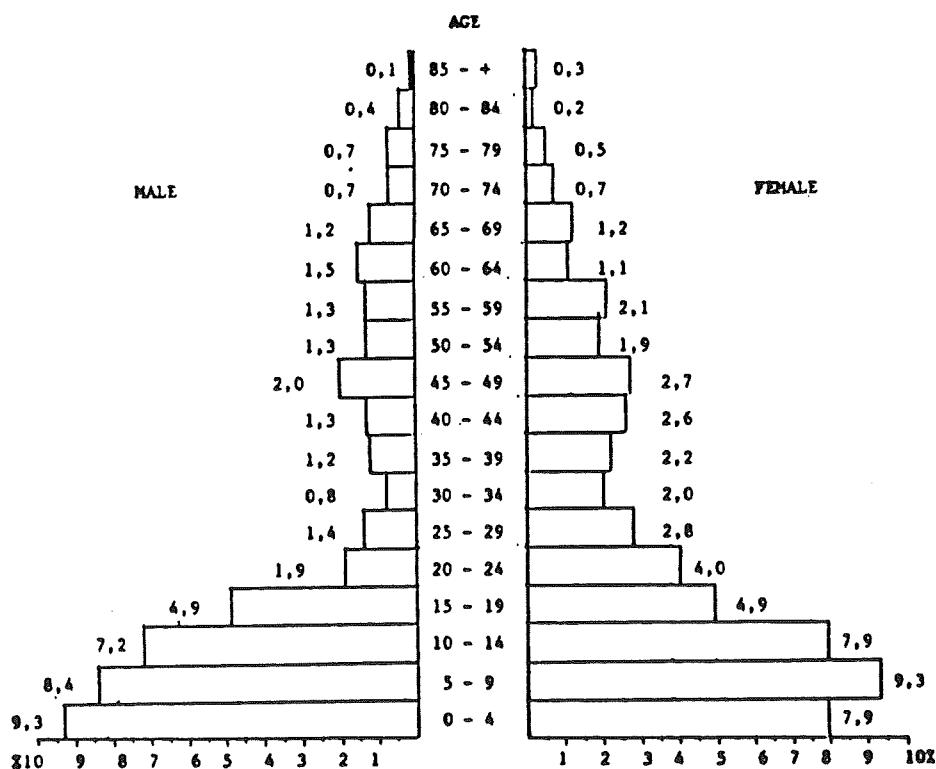 AGE
0,1 85 - + 0,3
0,4 80 - 84 0,2
0,7 75 - 79 0,5
MALE 0,7 70 - 74 0,7 FEMALE
1,2 65 - 69 1,2
1,5 60 - 64 1,1
1,3 55 - 59 2,1
1,3 50 - 54 1,9
2,0 45 - 49 2,7
1,3 40 - 44 2,6
1,2 35 - 39 2,2
0,8 30 - 34 2,0
1,4 25 - 29 2,8
1,9 20 - 24 4,0
4,9 15 - 19 4,9
7,2 10 - 14 7,9
8,4 5 - 9 9,3
9,3 0 - 4 7,9
%10 9 8 7 6 5 4 3 2 1 1 2 3 4 5 6 7 8 9 10%